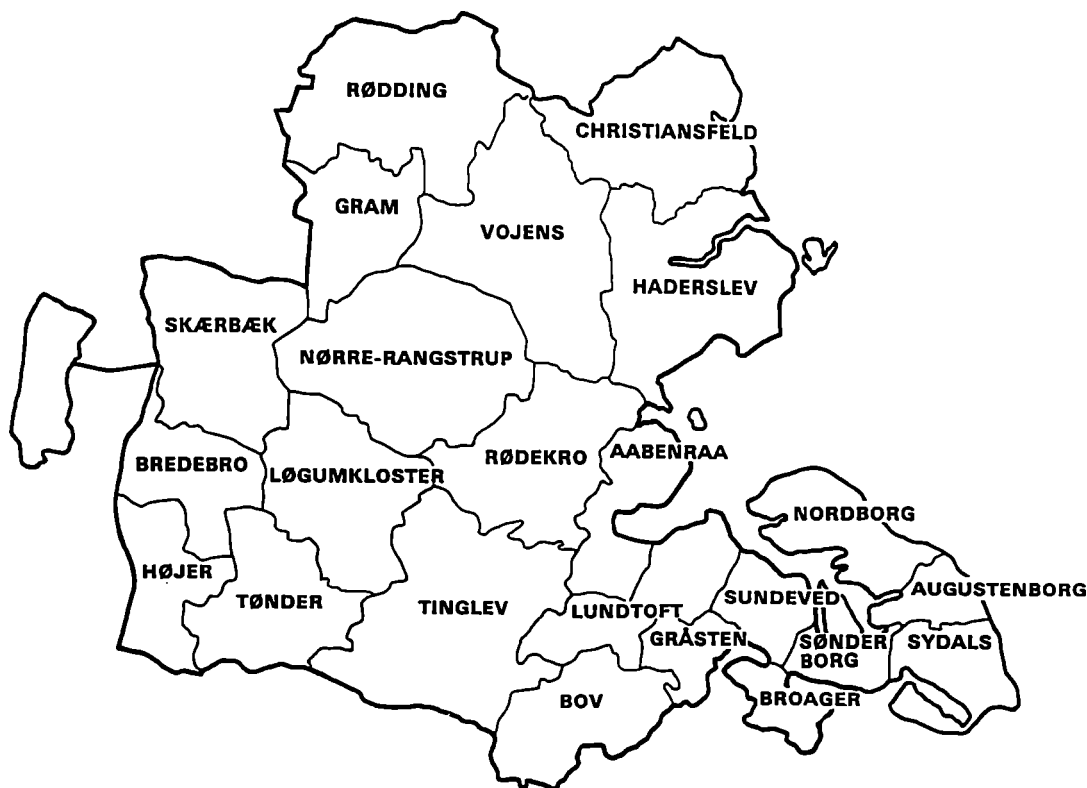 RØDDING
CHRISTIANSFELD
GRAM
VOJENS
HADERSLEV
SKÆRBÆK
NØRRE-RANGSTRUP
BREDEBRO
LØGUMKLOSTER
RØDEKRO
AABENRAA
NORDBORG
HØJER
TØNDER
TINGLEV
LUNDTOFT
SUNDEVED
AUGUSTENBORG
GRÅSTEN
SØNDER
BORG
SYDALS
BOV
BROAGER